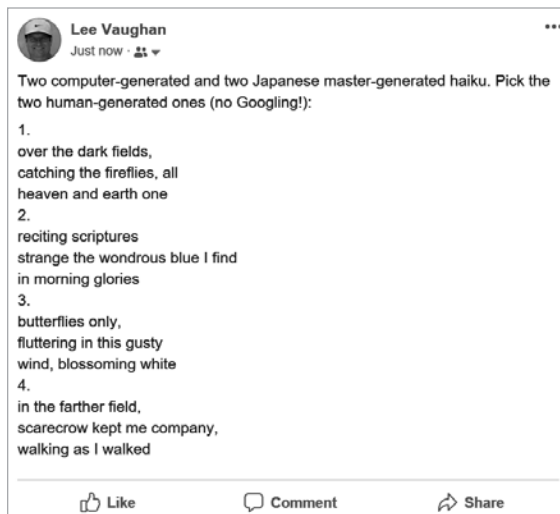 Lee Vaughan
Just now ·
Two computer-generated and two Japanese master-generated haiku. Pick the
two human-generated ones (no Googling!):
1.
over the dark fields,
catching the fireflies, all
heaven and earth one
2.
reciting scriptures
strange the wondrous blue I find
in morning glories
3.
butterflies only,
fluttering in this gusty
wind, blossoming white
4.
in the farther field,
scarecrow kept me company,
walking as I walked
Like Comment Share